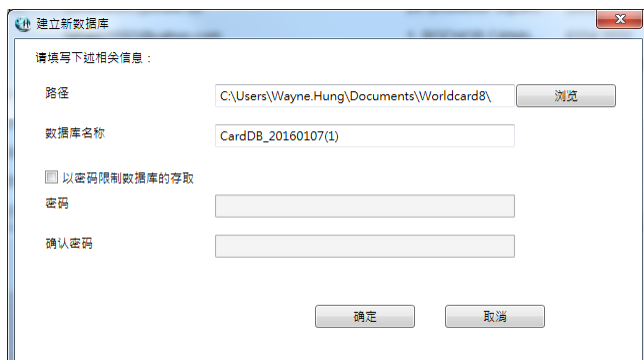 建立新数据库
请填写下述相关信息：
路径
C:\Users\Wayne.Hung\Documents\Worldcard8\
浏览
数据库名称
CardDB_20160107(1)
以密码限制数据库的存取
密码
确认密码
确定
取消